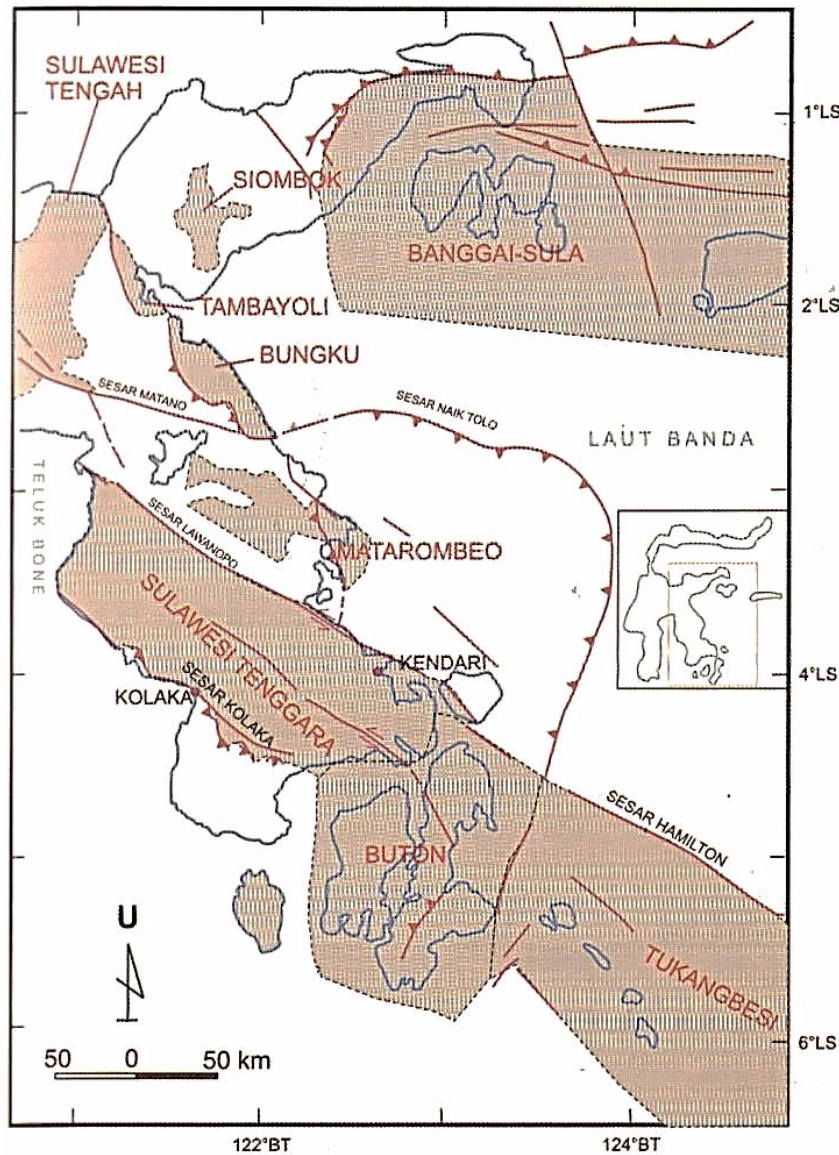 SULAWESI
TENGAH
1°LS
SIOMBOK
BANGGAI-SULA
TAMBAYOLI
2°LS
BUNGKU
SESAR MATANO
SESAR NAIK TOLO
LAUT BANDA
TELUK BONE
SESAR LAWANOPO
MATAROMBEO
SULAWESI TENGGARA
KENDARI
4°LS
KOLAKA
SESAR KOLAKA
SESAR HAMILTON
BUTON
U
TUKANGBESI
50 0 50 km
6°LS
122°BT
124°BT